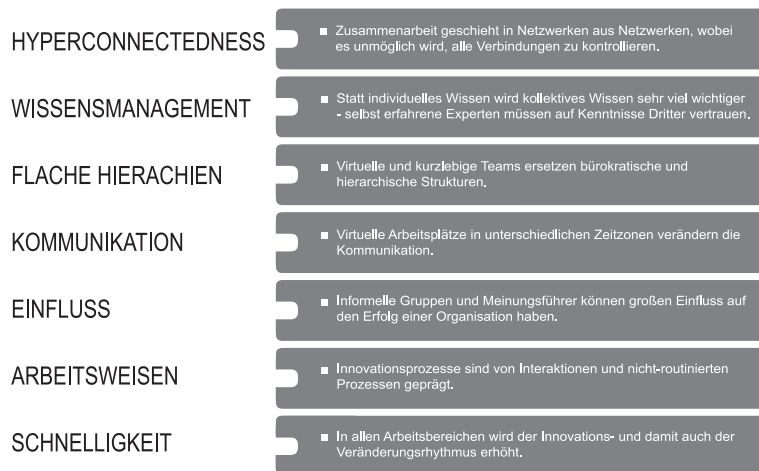 HYPERCONNECTEDNESS
■ Zusammenarbeit geschieht in Netzwerken aus Netzwerken, wobei
es unmöglich wird, alle Verbindungen zu kontrollieren.
WISSENSMANAGEMENT
■ Statt individuelles Wissen wird kollektives Wissen sehr viel wichtiger
- selbst erfahrene Experten müssen auf Kenntnisse Dritter vertrauen.
FLACHE HIERACHIEN
■ Virtuelle und kurzlebige Teams ersetzen bürokratische und
hierarchische Strukturen.
KOMMUNIKATION
■ Virtuelle Arbeitsplätze in unterschiedlichen Zeitzonen verändern die
Kommunikation.
EINFLUSS
■ Informelle Gruppen und Meinungsführer können großen Einfluss auf
den Erfolg einer Organisation haben.
ARBEITSWEISEN
■ Innovationsprozesse sind von Interaktionen und nicht-routinierten
Prozessen geprägt.
SCHNELLIGKEIT
■ In allen Arbeitsbereichen wird der Innovations- und damit auch der
Veränderungsrhythmus erhöht.